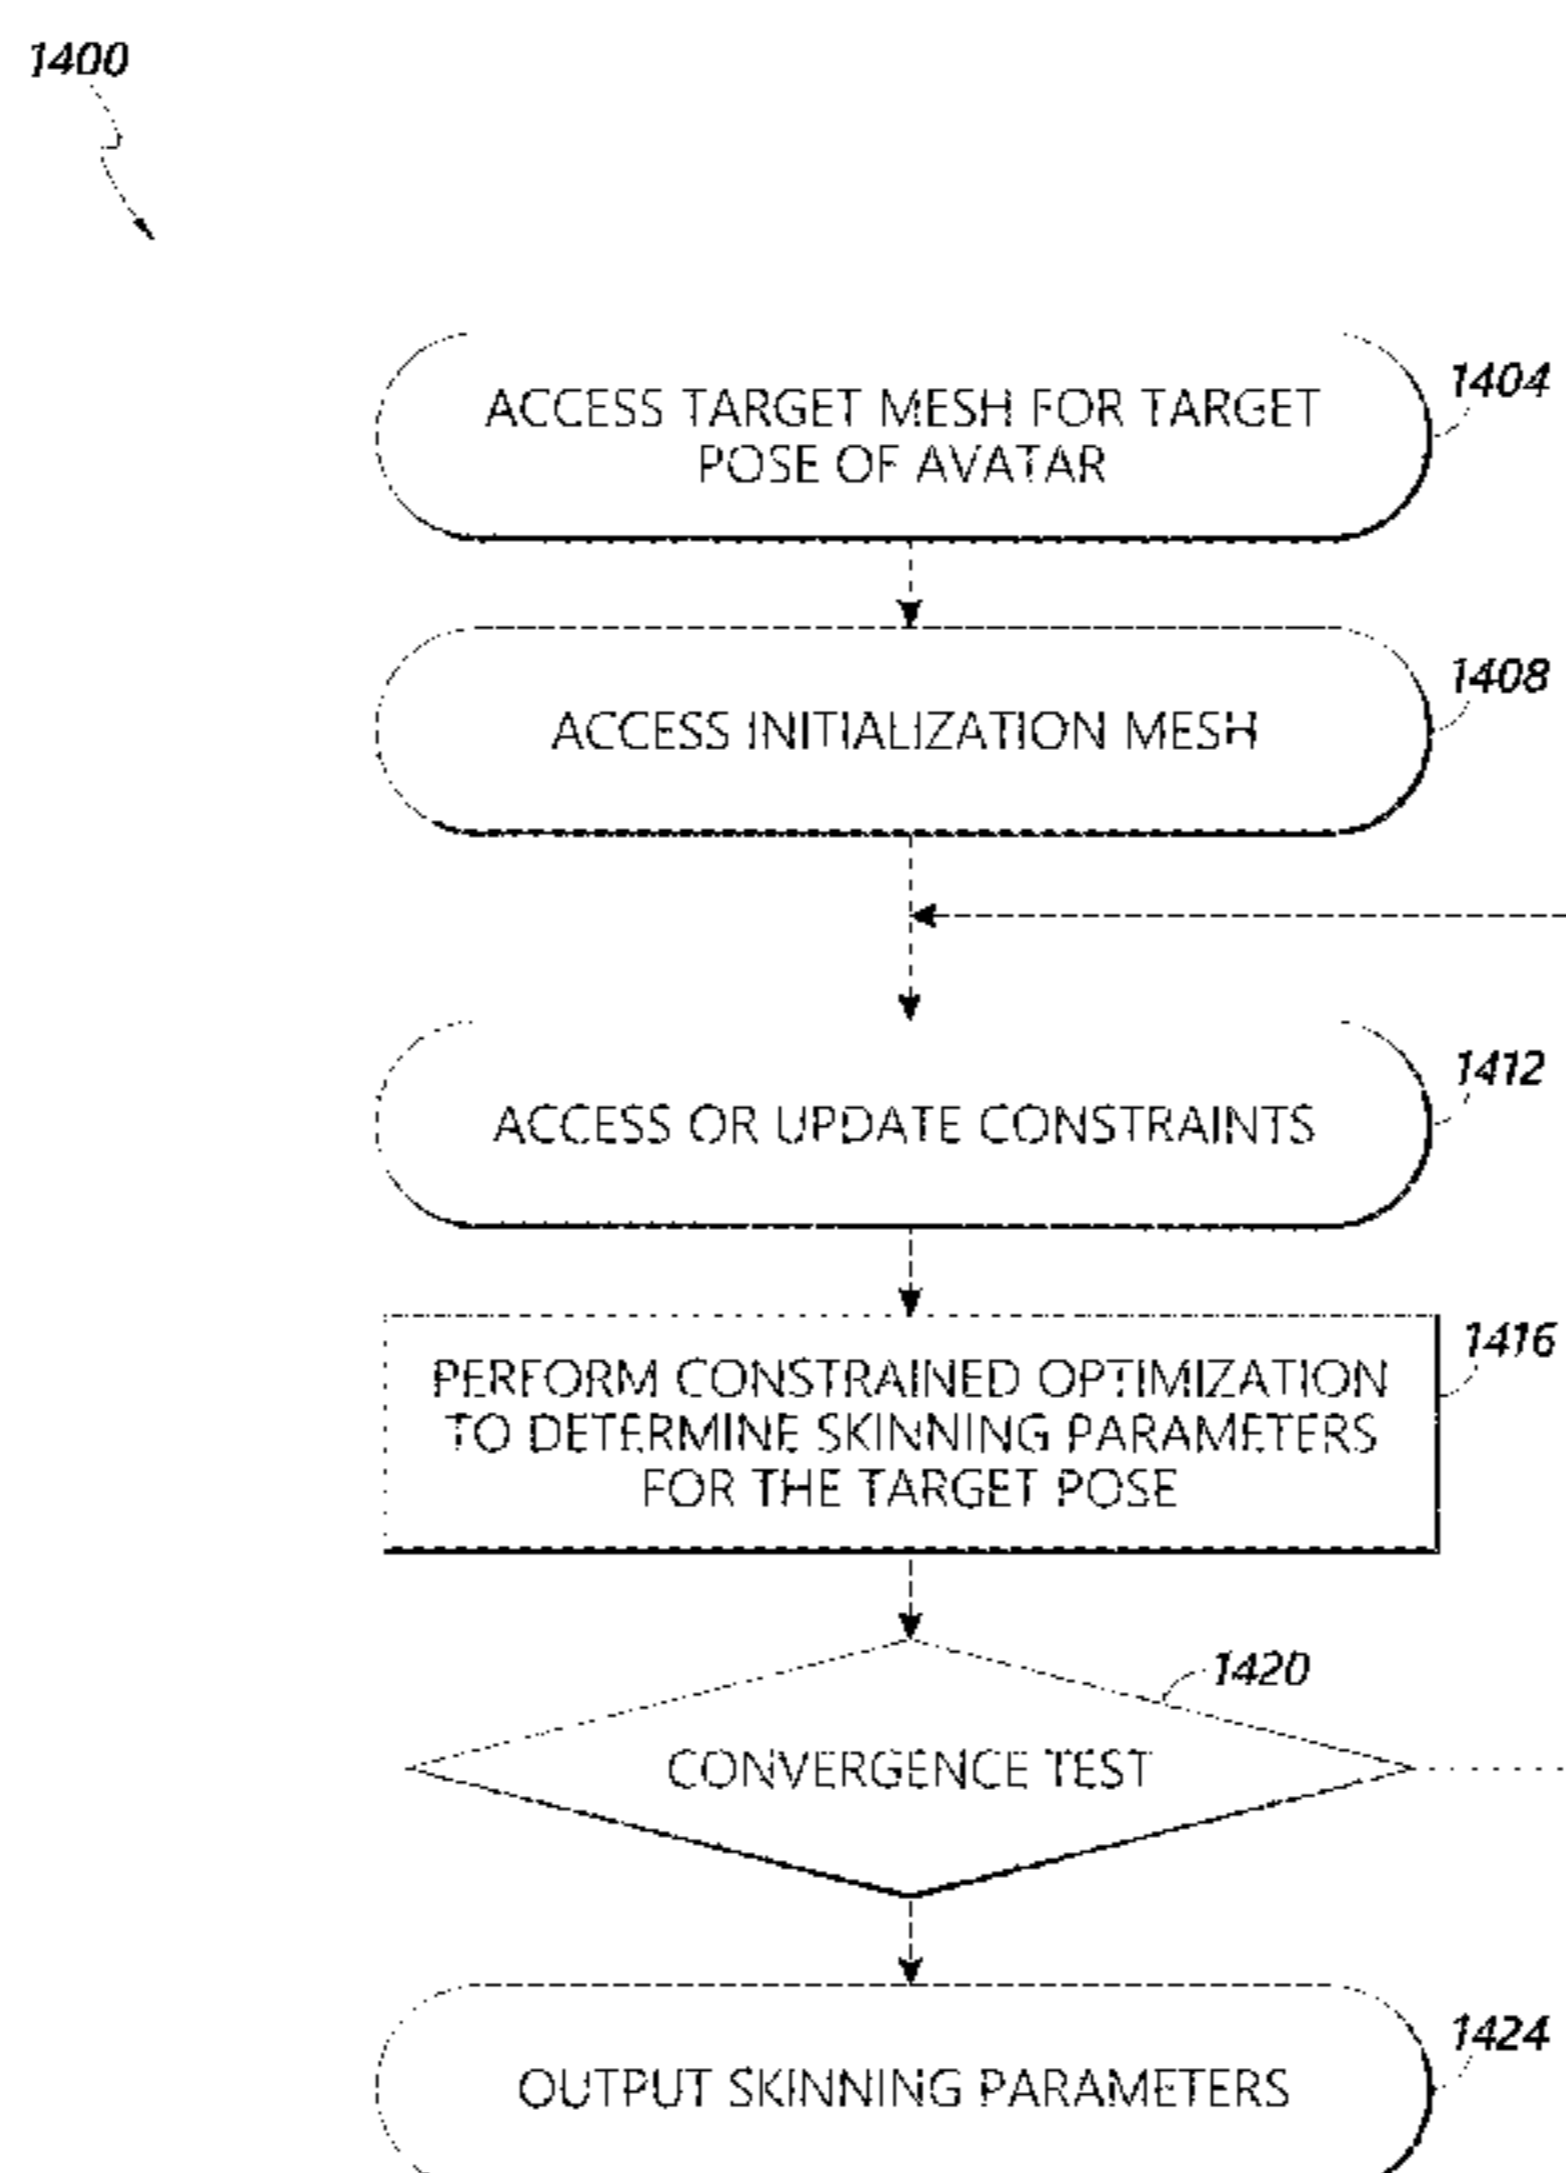 1400
ACCESS TARGET MESH FOR TARGET
POSE OF AVATAR
1404
ACCESS INITIALIZATION MESH
1408
ACCESS OR UPDATE CONSTRAINTS
1412
PERFORM CONSTRAINED OPTIMIZATION
TO DETERMINE SKINNING PARAMETERS
FOR THE TARGET POSE
1416
CONVERGENCE TEST
1420
OUTPUT SKINNING PARAMETERS
1424